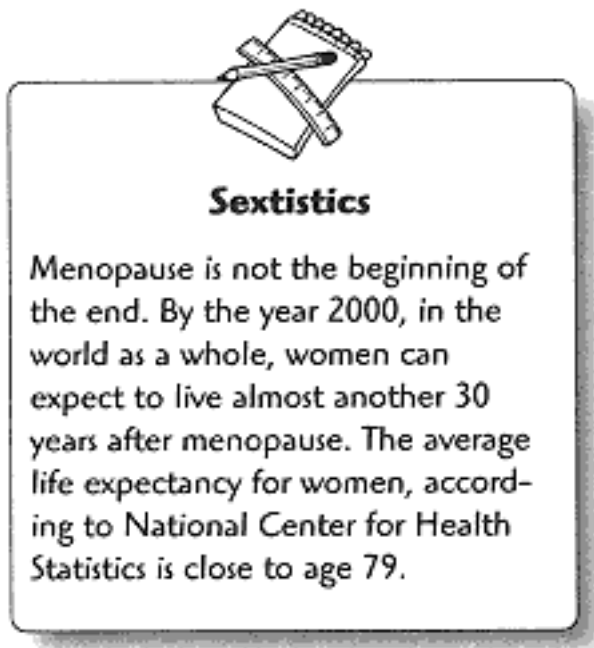 Sextistics
Menopause is not the beginning of
the end. By the year 2000, in the
world as a whole, women can
expect to live almost another 30
years after menopause. The average
life expectancy for women, accord-
ing to National Center for Health
Statistics is close to age 79.